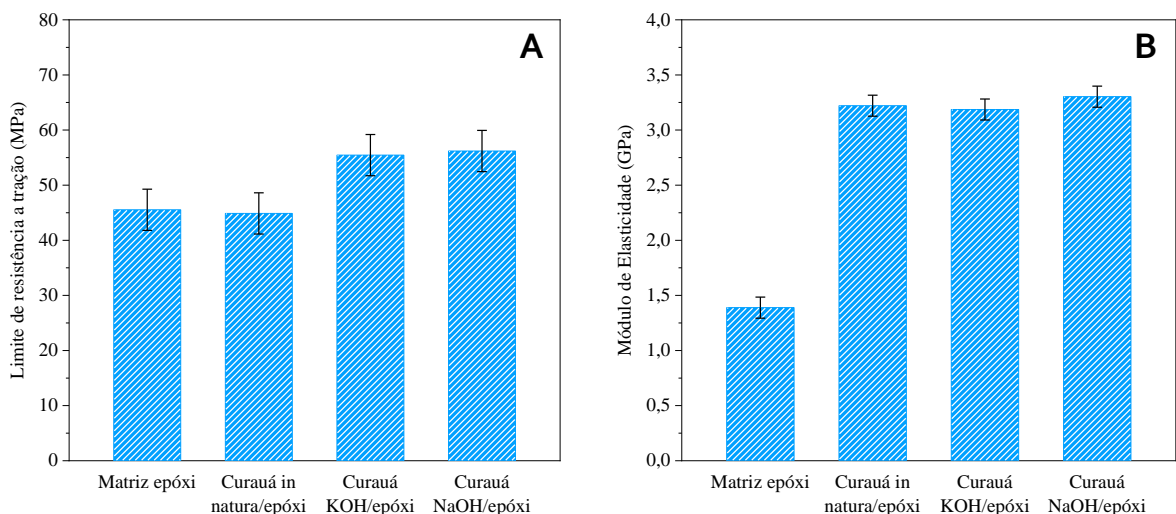 A
Limite de resistência a tração (MPa)
80
70
60
50
40
30
20
10
0
Matriz epóxi
Curauá in
natura/epóxi
Curauá
KOH/epóxi
Curauá
NaOH/epóxi
B
Módulo de Elasticidade (GPa)
4,0
3,5
3,0
2,5
2,0
1,5
1,0
0,5
0,0
Matriz epóxi
Curauá in
natura/epóxi
Curauá
KOH/epóxi
Curauá
NaOH/epóxi